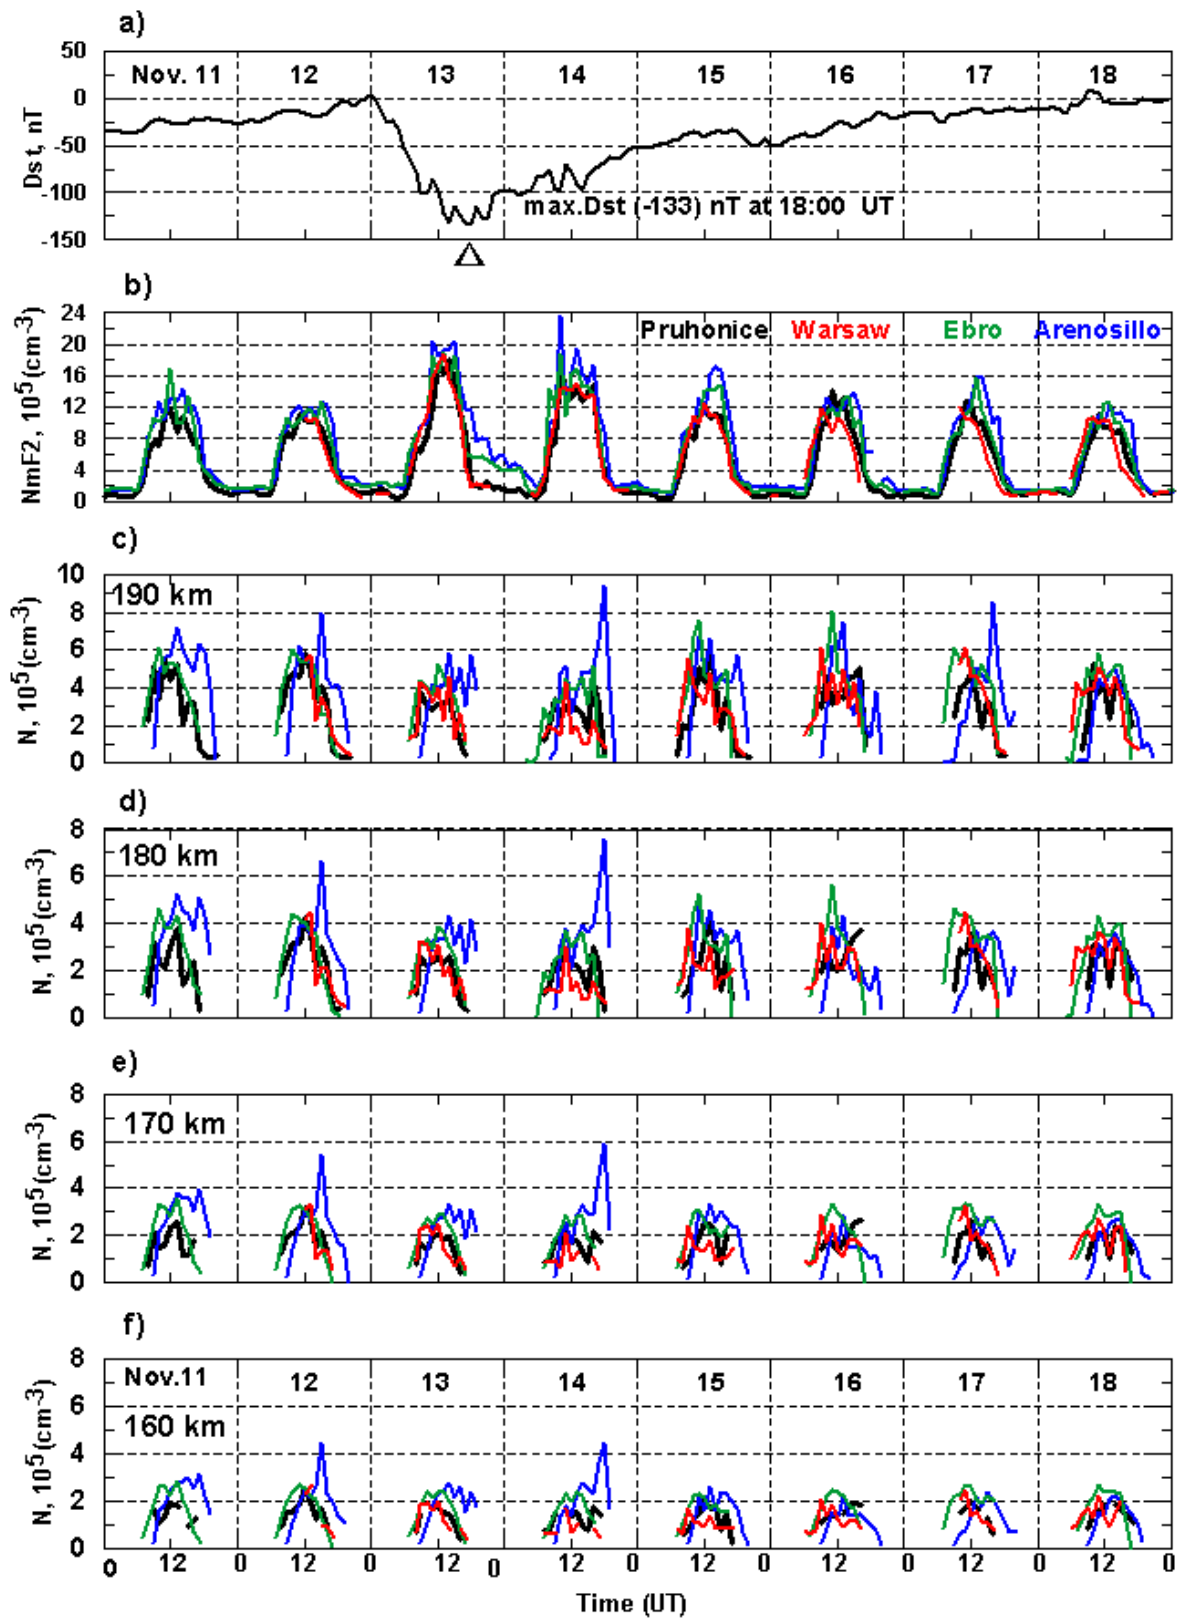 a)
50
Nov. 11 12 13 14 15 16 17 18
0
Dst, nT
-50
-100
max.Dst (-133) nT at 18:00 UT
-150
b)
24
Pruhonice Warsaw Ebro Arenosillo
20
16
NmF2, 10^5(cm^-3)
12
8
4
0
c)
10
190 km
8
N, 10^5(cm^-3)
6
4
2
0
d)
8
180 km
6
N, 10^5(cm^-3)
4
2
0
e)
8
170 km
6
N, 10^5(cm^-3)
4
2
0
f)
8
Nov.11 12 13 14 15 16 17 18
6
160 km
N, 10^5(cm^-3)
4
2
0
0 12 0 12 0 12 0 12 0 12 0 12 0 12 0 12 0
Time (UT)